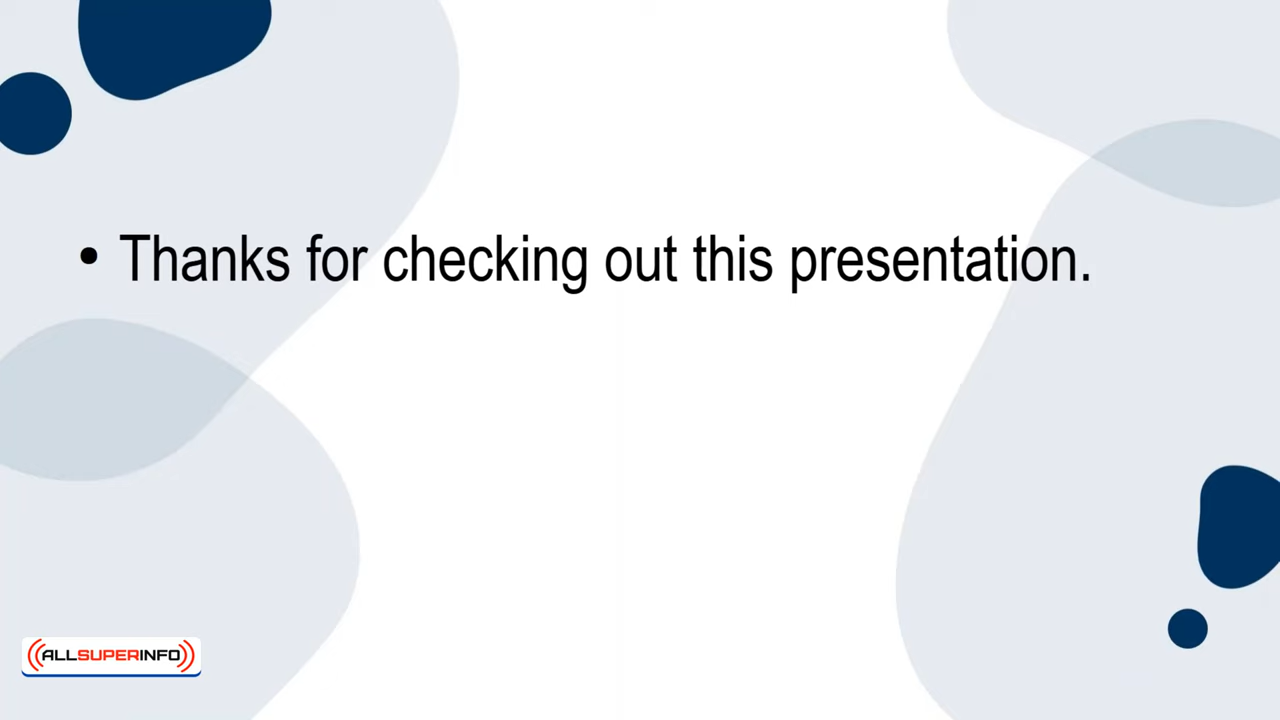 • Thanks for checking out this presentation.
ALLSUPERINFO